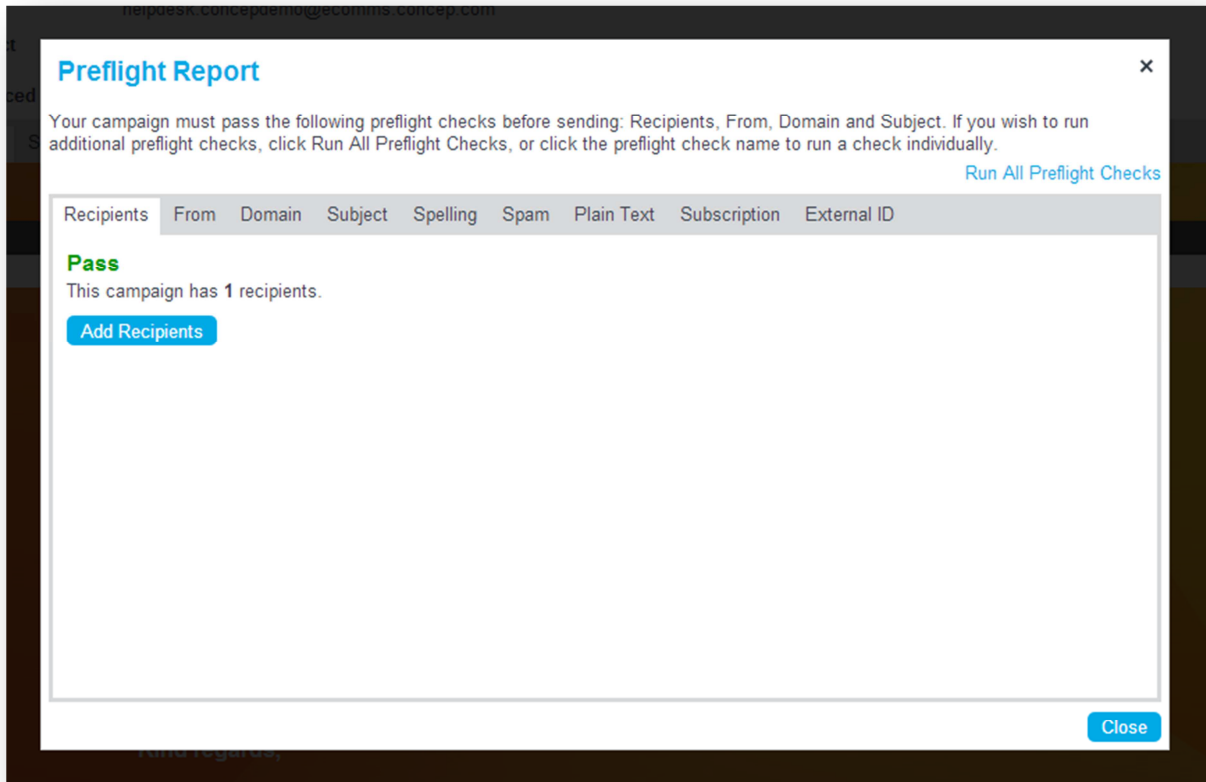 helpdesk.concepdemo@ecomms.concep.com
Preflight Report
×
ced
Your campaign must pass the following preflight checks before sending: Recipients, From, Domain and Subject. If you wish to run
additional preflight checks, click Run All Preflight Checks, or click the preflight check name to run a check individually.
Run All Preflight Checks
Recipients From Domain Subject Spelling Spam Plain Text Subscription External ID
Pass
This campaign has 1 recipients.
Add Recipients
Close
Kind regards,